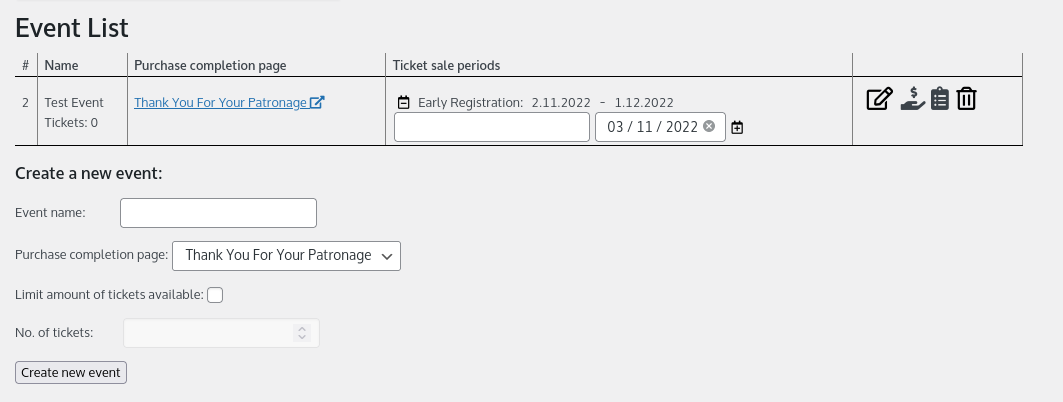 Event List
# Name Purchase completion page Ticket sale periods
2 Test Event Thank You For Your Patronage Early Registration: 2.11.2022 - 1.12.2022
Tickets: 0 03 / 11 / 2022
Create a new event:
Event name:
Purchase completion page: Thank You For Your Patronage
Limit amount of tickets available:
No. of tickets:
Create new event